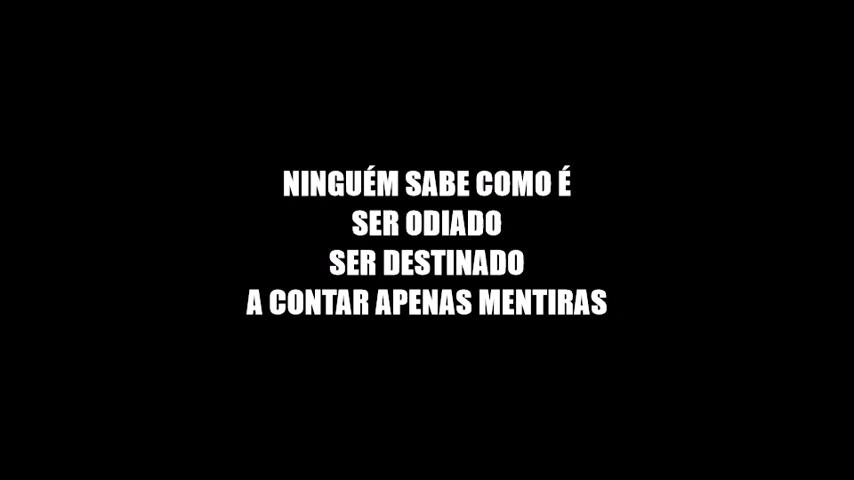 NINGUÉM SABE COMO É
SER ODIADO
SER DESTINADO
A CONTAR APENAS MENTIRAS